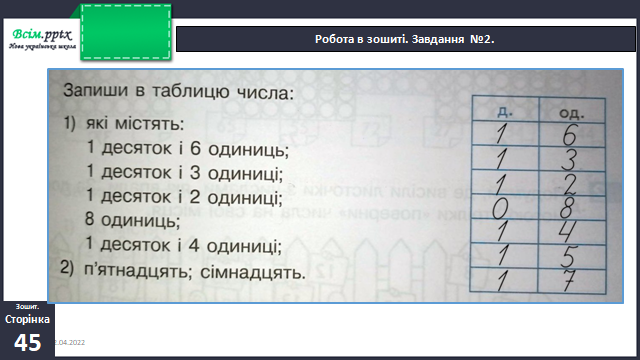 Всім.pptx
Нова українська школа
Робота в зошиті. Завдання №2.
Запиши в таблицю числа:
1) які містять:
1 десяток і 6 одиниць;
1 десяток і 3 одиниці;
1 десяток і 2 одиниці;
8 одиниць;
1 десяток і 4 одиниці;
2) п'ятнадцять; сімнадцять.
д. од.
1 6
1 3
1 2
0 8
1 4
1 5
1 7
Зошит.
Сторінка
45
2.04.2022